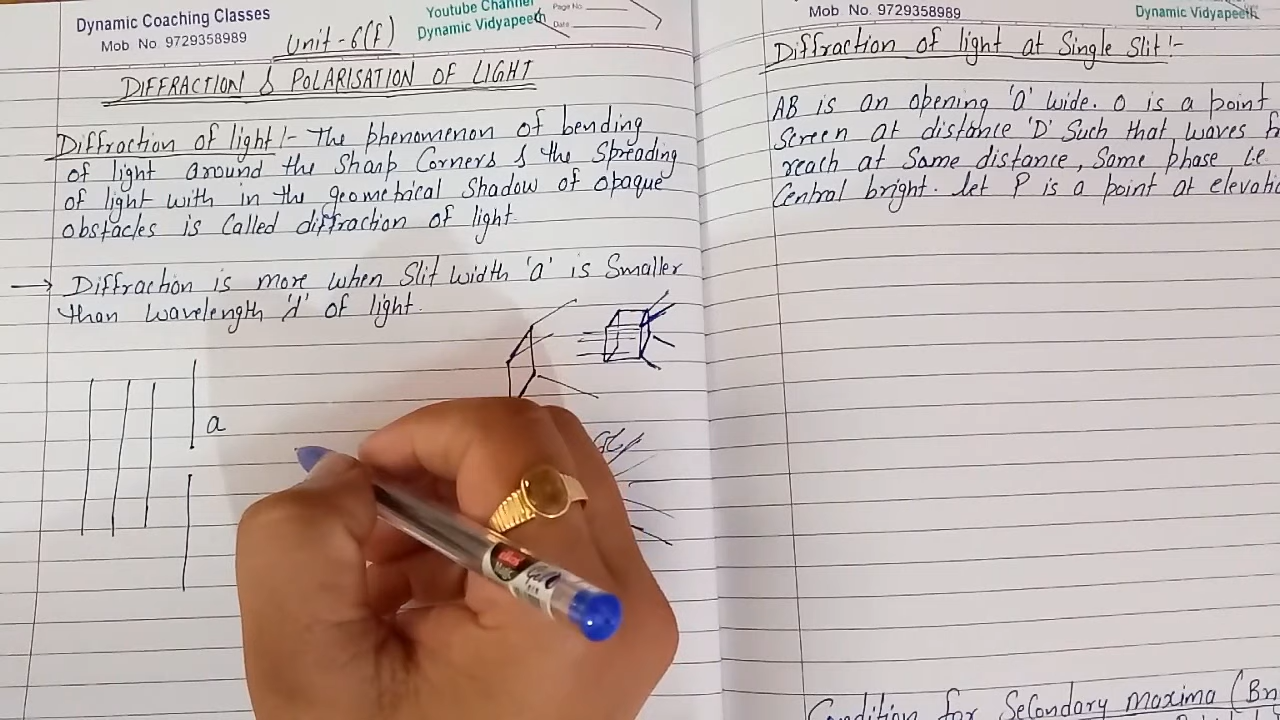 Dynamic Coaching Classes
Mob No. 9729358989
Youtube Channel
Dynamic Vidyapeeth
Page No.
Date
Unit-6(F)
DIFFRACTION & POLARISATION OF LIGHT
Diffraction of light :- The phenomenon of bending
of light around the sharp corners & the spreading
of light with in the geometrical shadow of opaque
obstacles is called diffraction of light.
→ Diffraction is more when slit width 'a' is smaller
than wavelength 'λ' of light.
a
Mob No. 9729358989
Dynamic Vidyapeeth
Diffraction of light at Single Slit :-
AB is an opening 'a' wide. O is a point
screen at distance 'D' such that waves
reach at same distance, same phase i.e.
Central bright. Let P is a point at
Condition for Secondary maxima